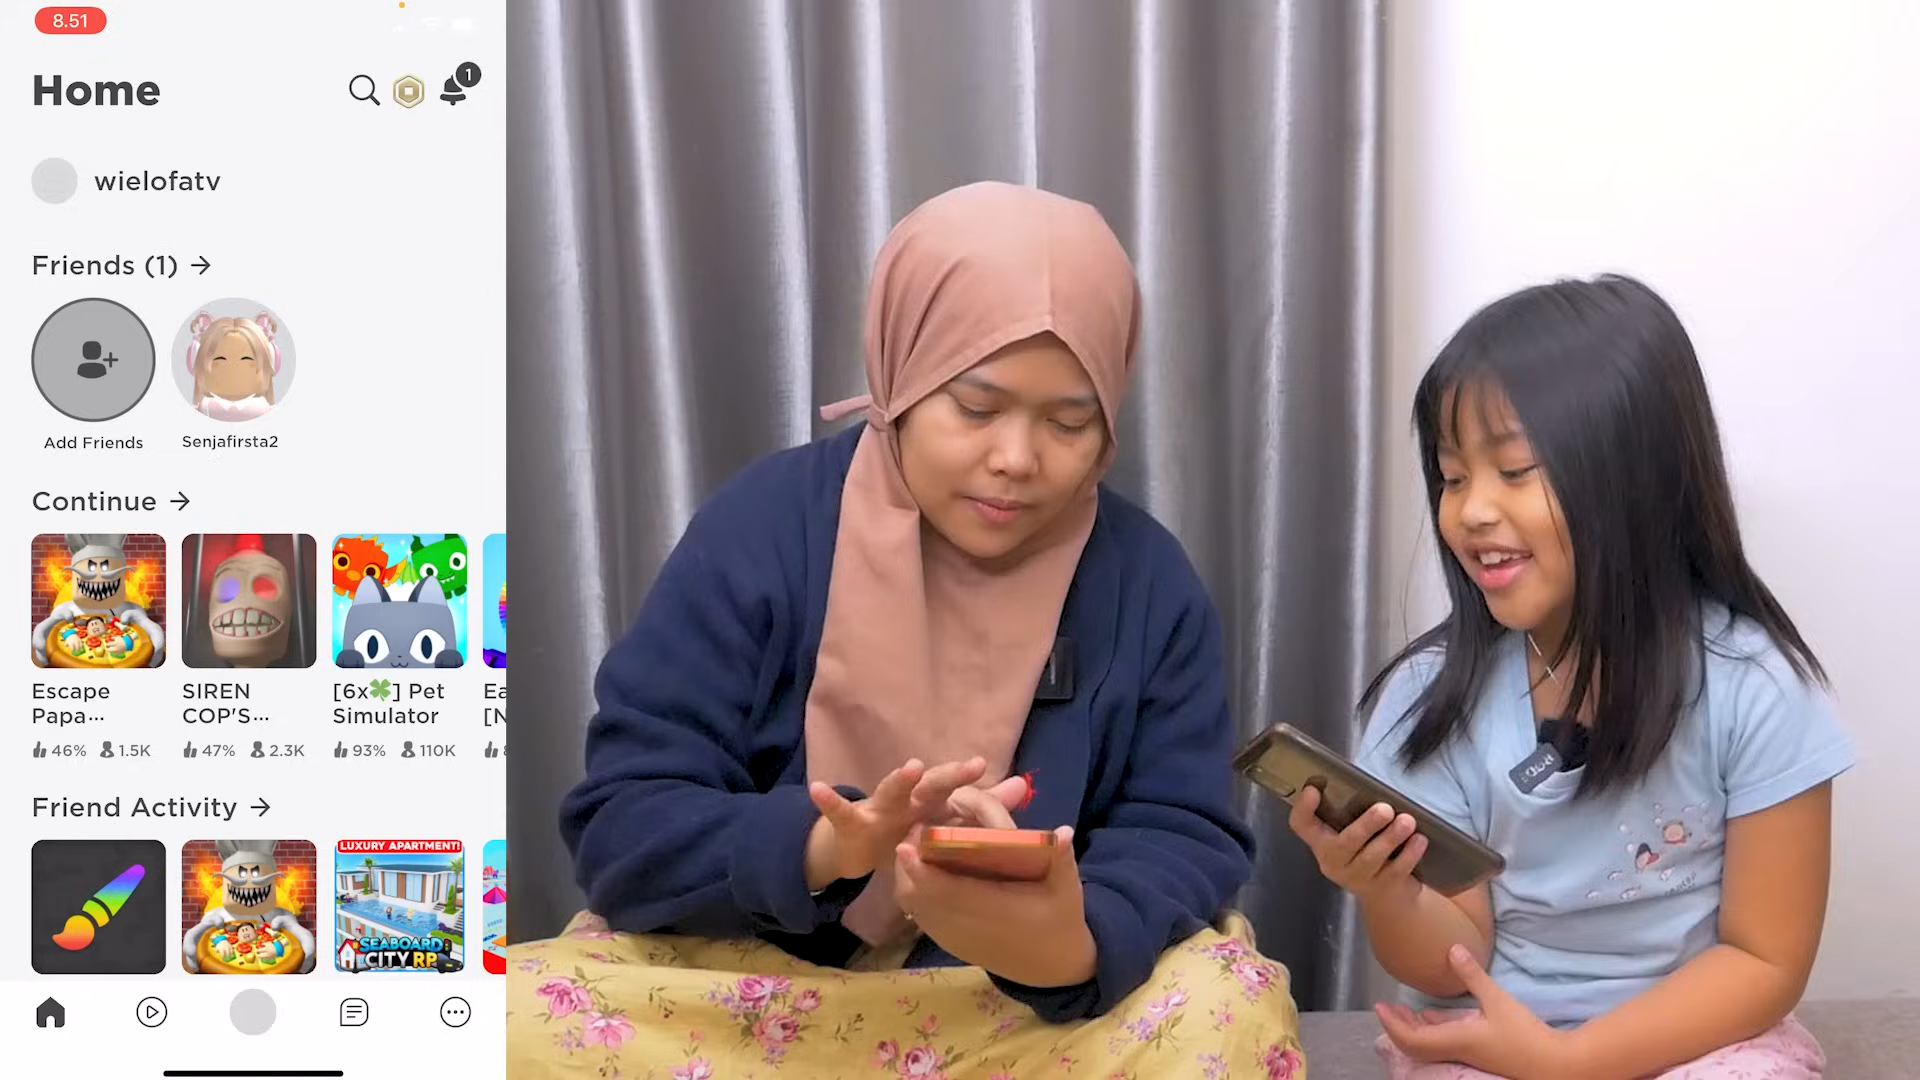 8.51
Home
1
wielofatv
Friends (1) →
Add Friends
Senjafirsta2
Continue →
Escape
Papa...
46% 1.5K
SIREN
COP'S...
47% 2.3K
[6x🍀] Pet
Simulator
93% 110K
Ea
[N
Friend Activity →
LUXURY APARTMENT!
SEABOARD
CITY RP